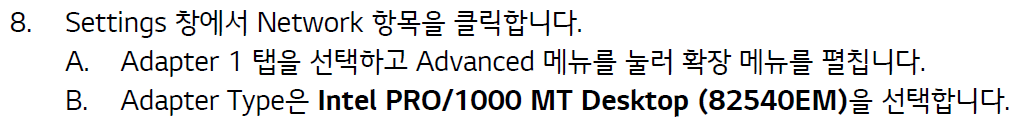 8. Settings 창에서 Network 항목을 클릭합니다.
A. Adapter 1 탭을 선택하고 Advanced 메뉴를 눌러 확장 메뉴를 펼칩니다.
B. Adapter Type은 Intel PRO/1000 MT Desktop (82540EM)을 선택합니다.